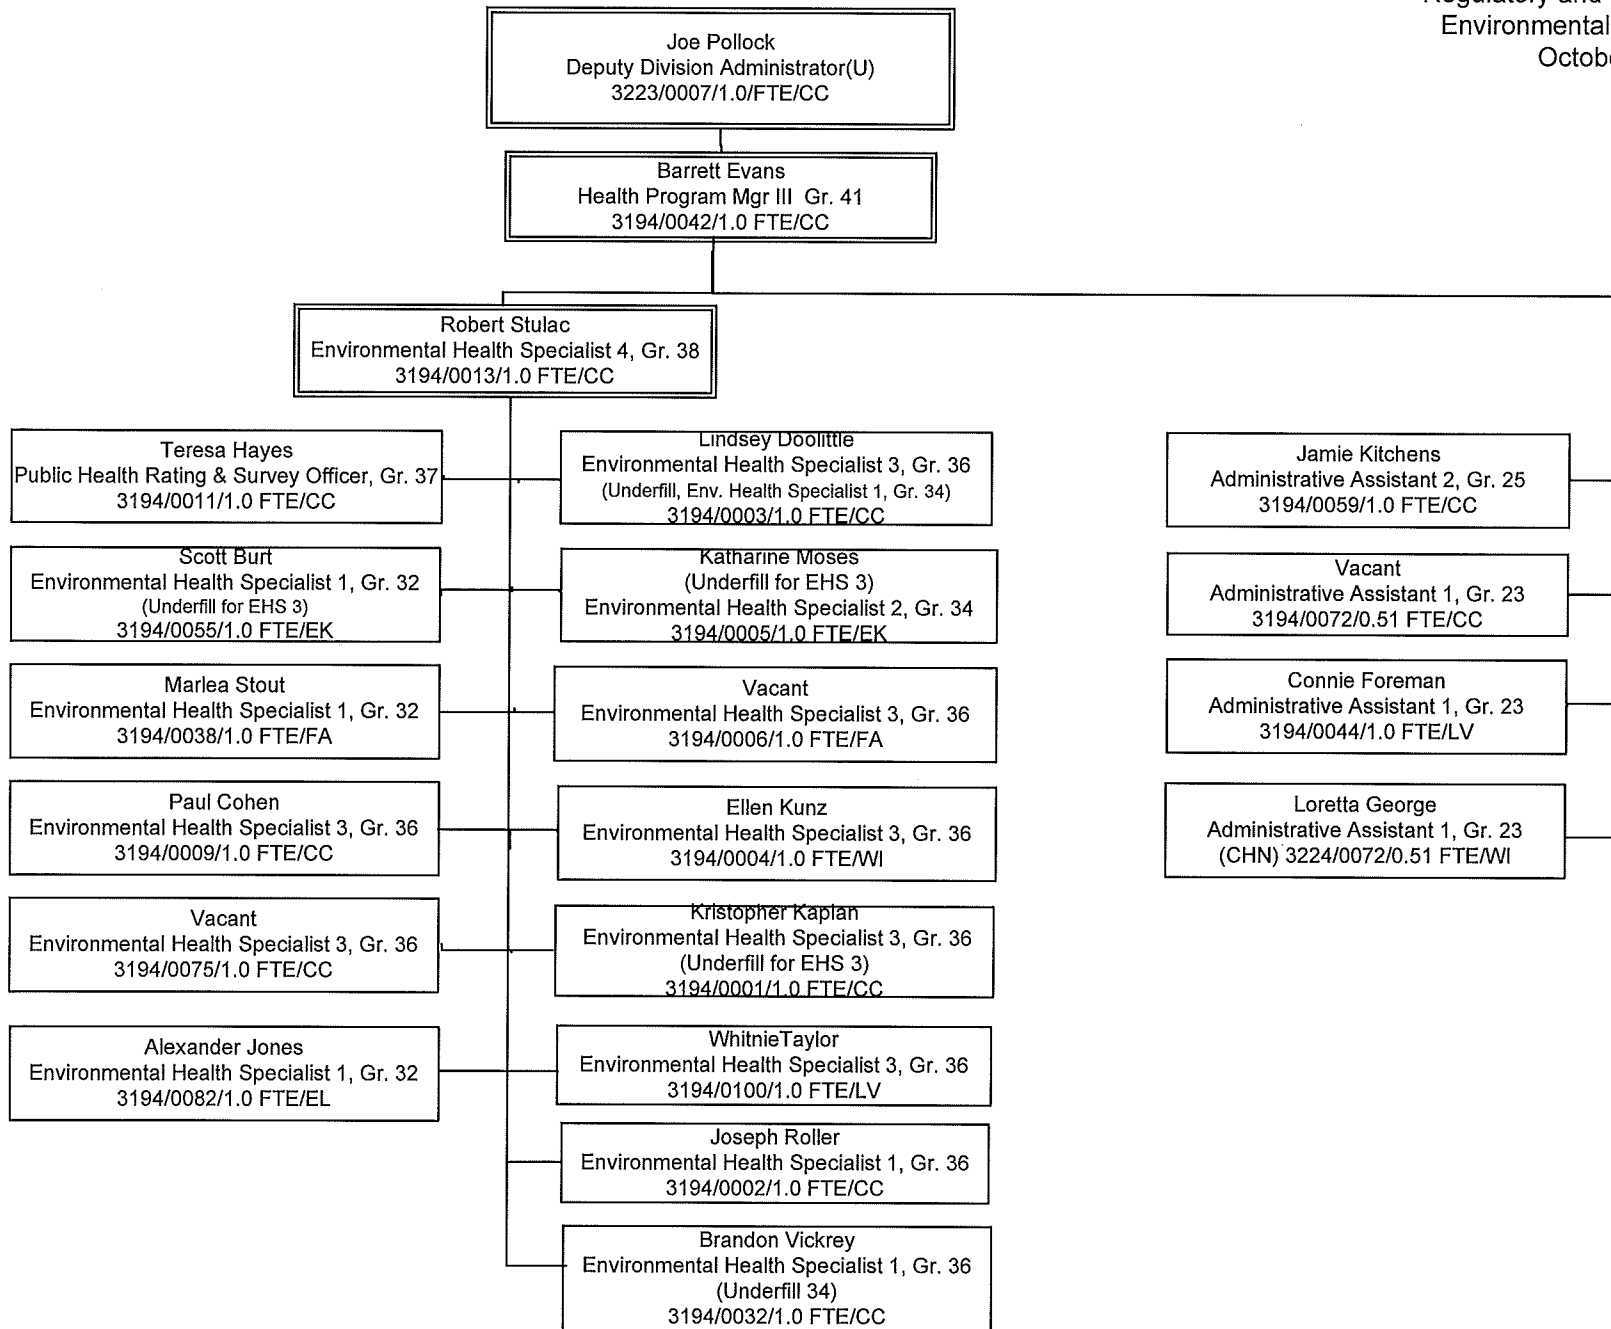 Regulatory and
Environmental
Joe Pollock
Deputy Division Administrator(U)
3223/0007/1.0/FTE/CC
Barrett Evans
Health Program Mgr III Gr. 41
3194/0042/1.0 FTE/CC
Robert Stulac
Environmental Health Specialist 4, Gr. 38
3194/0013/1.0 FTE/CC
Teresa Hayes
Public Health Rating & Survey Officer, Gr. 37
3194/0011/1.0 FTE/CC
Lindsey Doolittle
Environmental Health Specialist 3, Gr. 36
(Underfill, Env. Health Specialist 1, Gr. 34)
3194/0003/1.0 FTE/CC
Jamie Kitchens
Administrative Assistant 2, Gr. 25
3194/0059/1.0 FTE/CC
Scott Burt
Environmental Health Specialist 1, Gr. 32
(Underfill for EHS 3)
3194/0055/1.0 FTE/EK
Katharine Moses
(Underfill for EHS 3)
Environmental Health Specialist 2, Gr. 34
3194/0005/1.0 FTE/EK
Vacant
Administrative Assistant 1, Gr. 23
3194/0072/0.51 FTE/CC
Marlea Stout
Environmental Health Specialist 1, Gr. 32
3194/0038/1.0 FTE/FA
Vacant
Environmental Health Specialist 3, Gr. 36
3194/0006/1.0 FTE/FA
Connie Foreman
Administrative Assistant 1, Gr. 23
3194/0044/1.0 FTE/LV
Paul Cohen
Environmental Health Specialist 3, Gr. 36
3194/0009/1.0 FTE/CC
Ellen Kunz
Environmental Health Specialist 3, Gr. 36
3194/0004/1.0 FTE/WI
Loretta George
Administrative Assistant 1, Gr. 23
(CHN) 3224/0072/0.51 FTE/WI
Vacant
Environmental Health Specialist 3, Gr. 36
3194/0075/1.0 FTE/CC
Kristopher Kaplan
Environmental Health Specialist 3, Gr. 36
(Underfill for EHS 3)
3194/0001/1.0 FTE/CC
Alexander Jones
Environmental Health Specialist 1, Gr. 32
3194/0082/1.0 FTE/EL
WhitnieTaylor
Environmental Health Specialist 3, Gr. 36
3194/0100/1.0 FTE/LV
Joseph Roller
Environmental Health Specialist 1, Gr. 36
3194/0002/1.0 FTE/CC
Brandon Vickrey
Environmental Health Specialist 1, Gr. 36
(Underfill 34)
3194/0032/1.0 FTE/CC